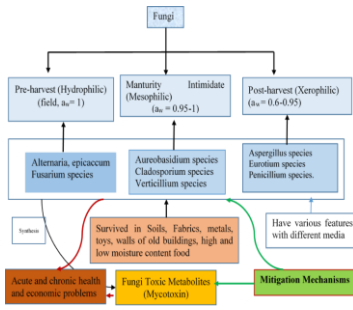 Fungi
Pre-harvest (Hydrophilic)
(field, aw= 1)
Manturity Intimidate
(Mesophilic)
(aw = 0.95-1)
Post-harvest (Xerophilic)
(aw= 0.6-0.95)
Alternaria, epicaccum
Fusarium species
Aureobasidium species
Cladosporium species
Verticillium species
Aspergillus species
Eurotium species
Penicillium species.
Synthesis
Survived in Soils, Fabrics, metals,
toys, walls of old buildings, high and
low moisture content food
Have various features
with different media
Acute and chronic health
and economic problems
Fungi Toxic Metabolites
(Mycotoxin)
Mitigation Mechanisms